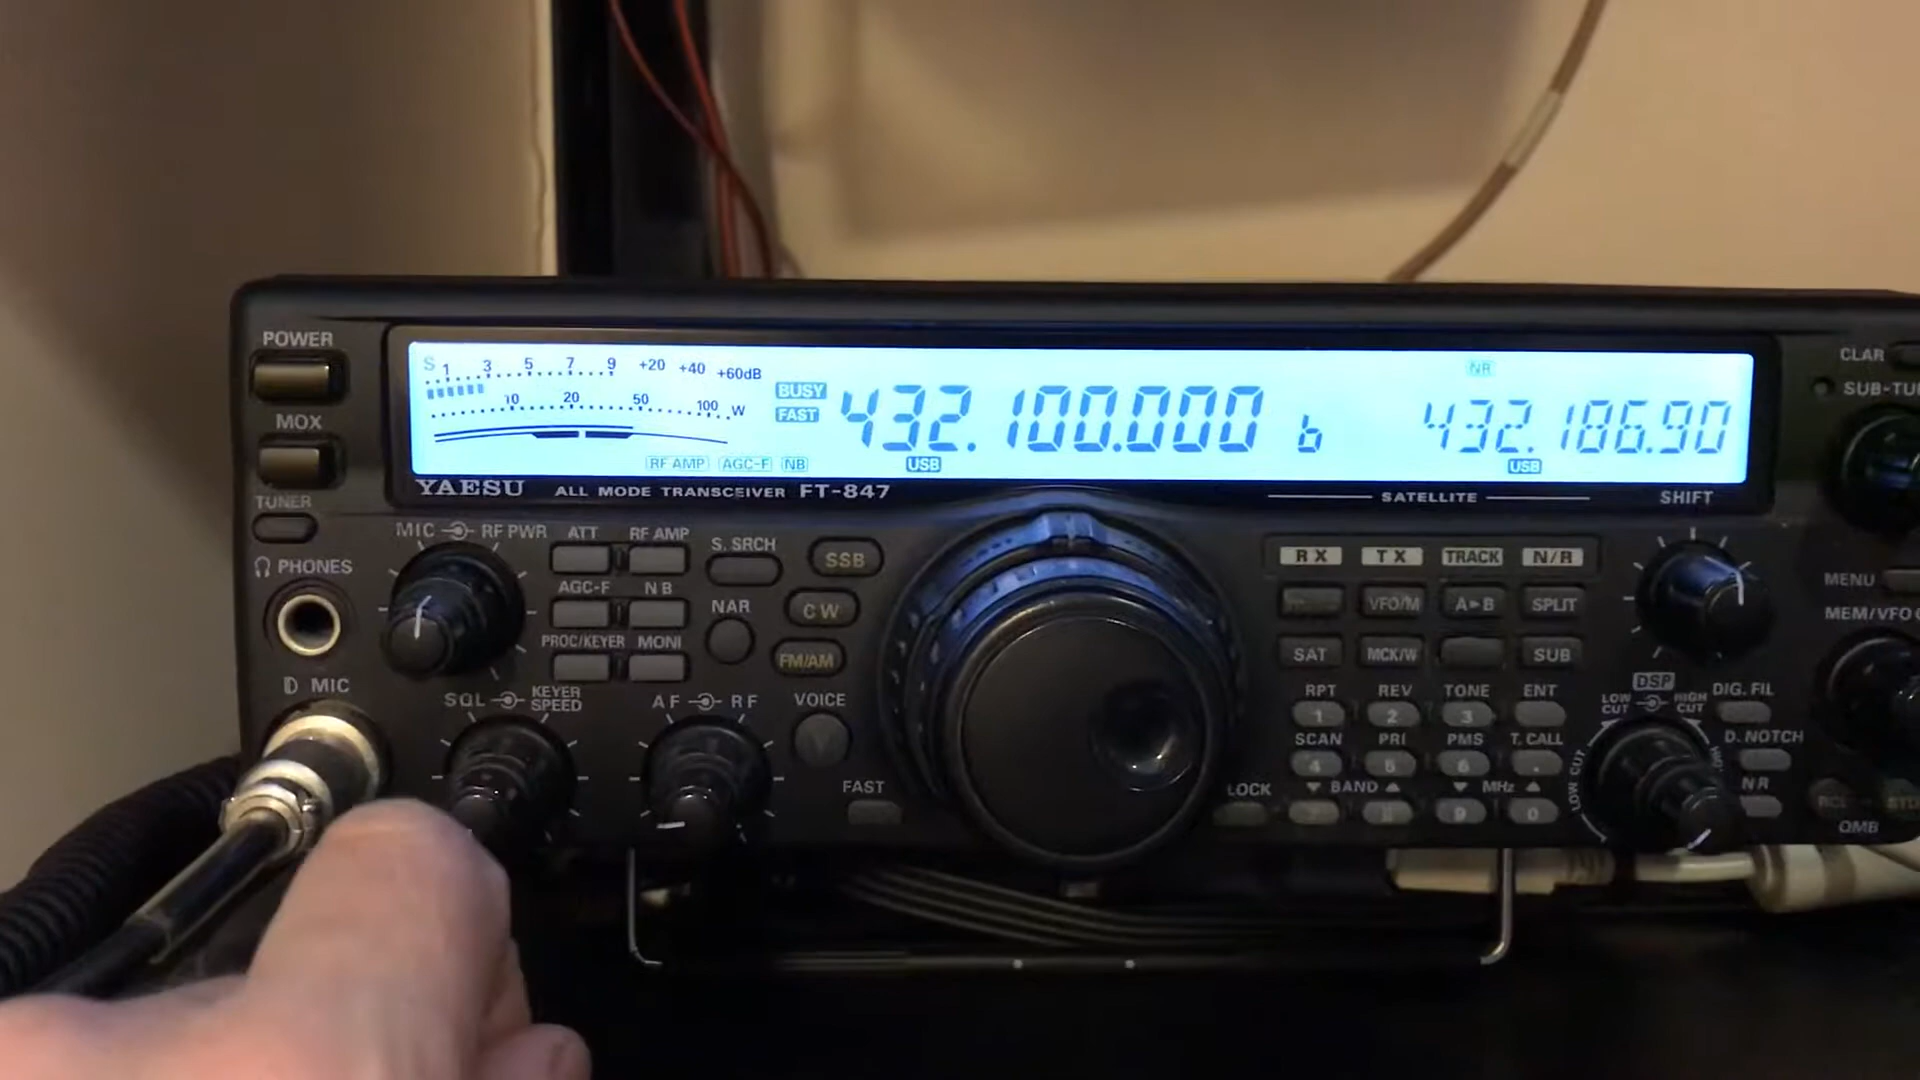 POWER
MOX
TUNER
PHONES
MIC
S 1 3 5 7 9 +20 +40 +60dB
10 20 50 100 W
BUSY
FAST
432.100.000 b
USB
NR
432.186.90
USB
RF AMP AGC-F NB
YAESU ALL MODE TRANSCEIVER FT-847
SATELLITE
SHIFT
CLAR
MENU
MIC RF PWR
ATT RF AMP
AGC-F NB
PROC/KEYER MONI
S. SRCH
NAR
SSB
CW
FM/AM
VOICE
FAST
SQL KEYER SPEED
AF RF
LOCK
RX TX TRACK N/R
VFO/M A▶B SPLIT
SAT MCK/W SUB
RPT REV TONE ENT
1 2 3
SCAN PRI PMS T. CALL
4 5 6 .
▼ BAND ▲ ▼ MHz ▲
7 8 9 0
DSP
LOW CUT HIGH CUT
LOW CUT
DIG. FIL
D. NOTCH
NR
QMB